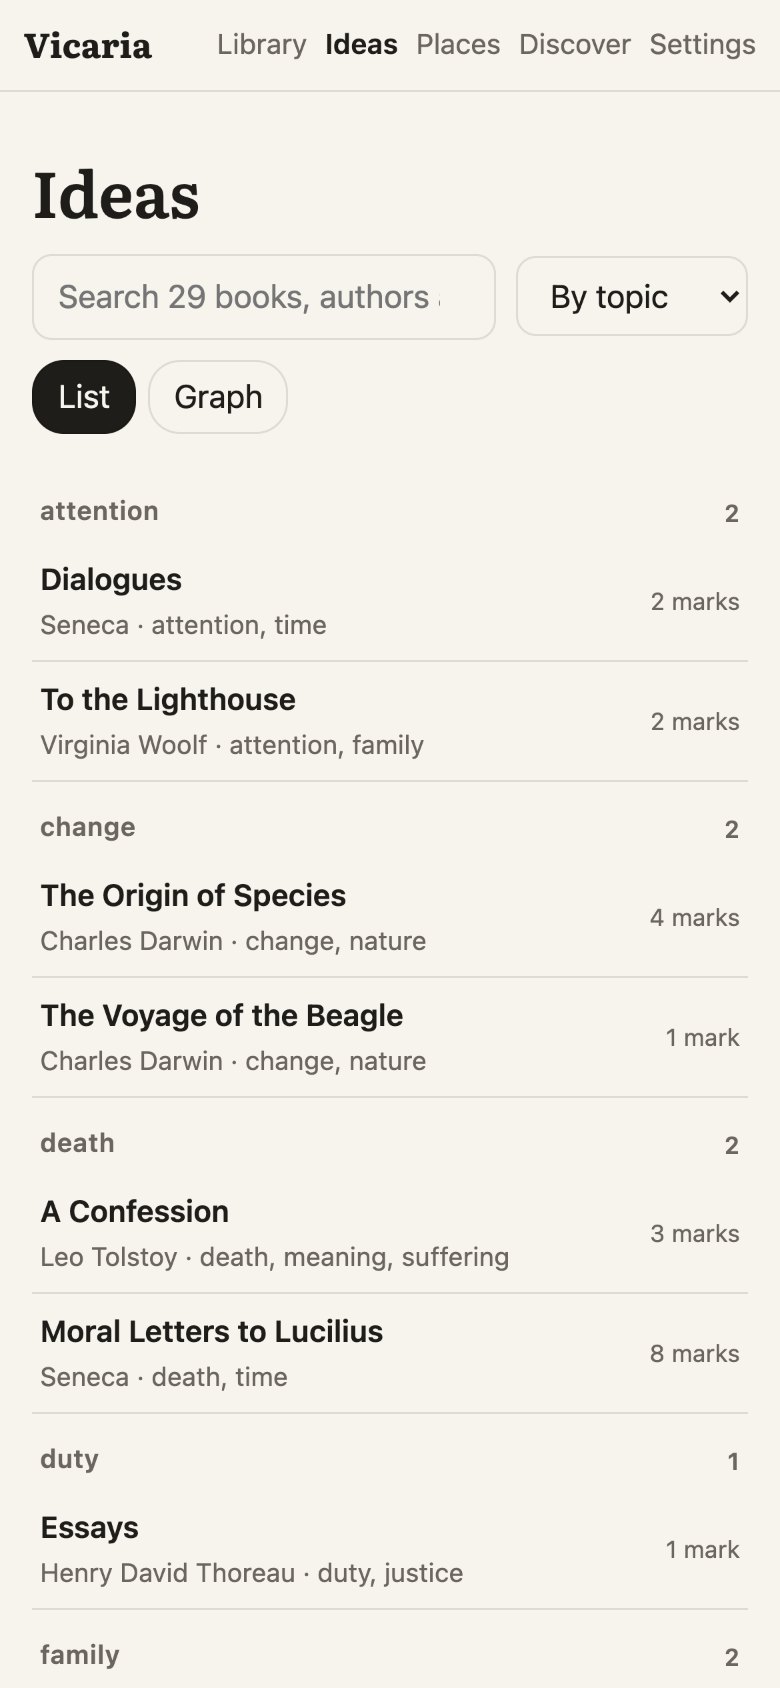 Vicaria Library Ideas Places Discover Settings
Ideas
Search 29 books, authors
By topic
List Graph
attention 2
Dialogues
2 marks
Seneca · attention, time
To the Lighthouse
2 marks
Virginia Woolf · attention, family
change 2
The Origin of Species
4 marks
Charles Darwin · change, nature
The Voyage of the Beagle
1 mark
Charles Darwin · change, nature
death 2
A Confession
3 marks
Leo Tolstoy · death, meaning, suffering
Moral Letters to Lucilius
8 marks
Seneca · death, time
duty 1
Essays
1 mark
Henry David Thoreau · duty, justice
family 2